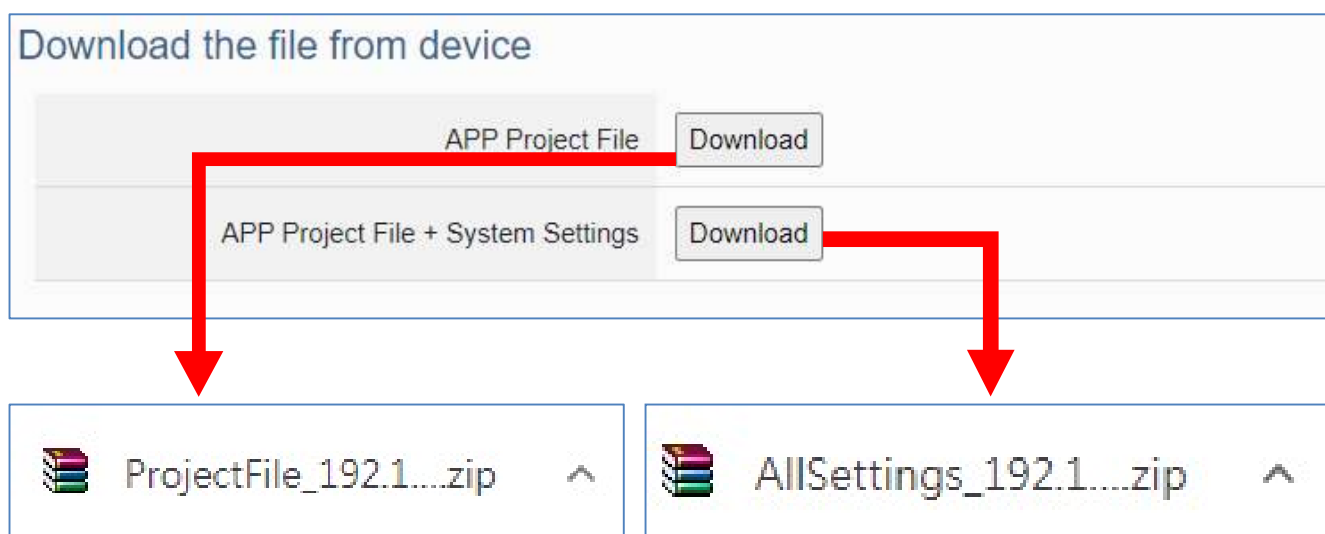 Download the file from device
APP Project File Download
APP Project File + System Settings Download
ProjectFile_192.1....zip
AllSettings_192.1.....zip